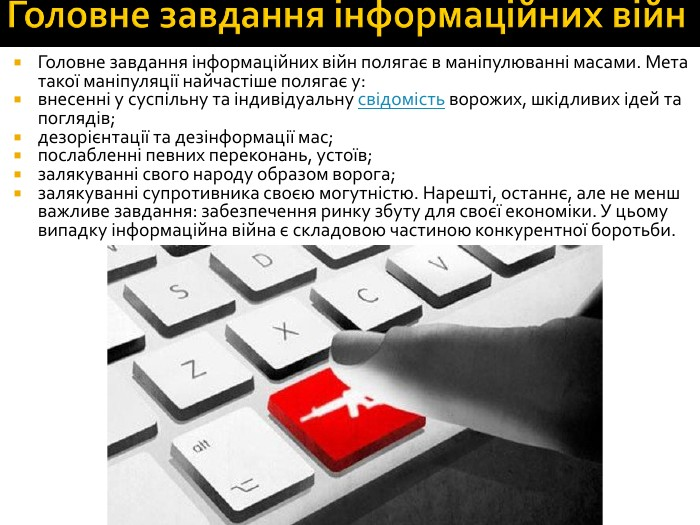 Головне завдання інформаційних війн
Головне завдання інформаційних війн полягає в маніпулюванні масами. Мета
такої маніпуляції найчастіше полягає у:
внесенні у суспільну та індивідуальну свідомість ворожих, шкідливих ідей та
поглядів;
дезорієнтації та дезінформації мас;
послабленні певних переконань, устоїв;
залякуванні свого народу образом ворога;
залякуванні супротивника своєю могутністю. Нарешті, останнє, але не менш
важливе завдання: забезпечення ринку збуту для своєї економіки. У цьому
випадку інформаційна війна є складовою частиною конкурентної боротьби.
D
S
V
C
X
Z
alt